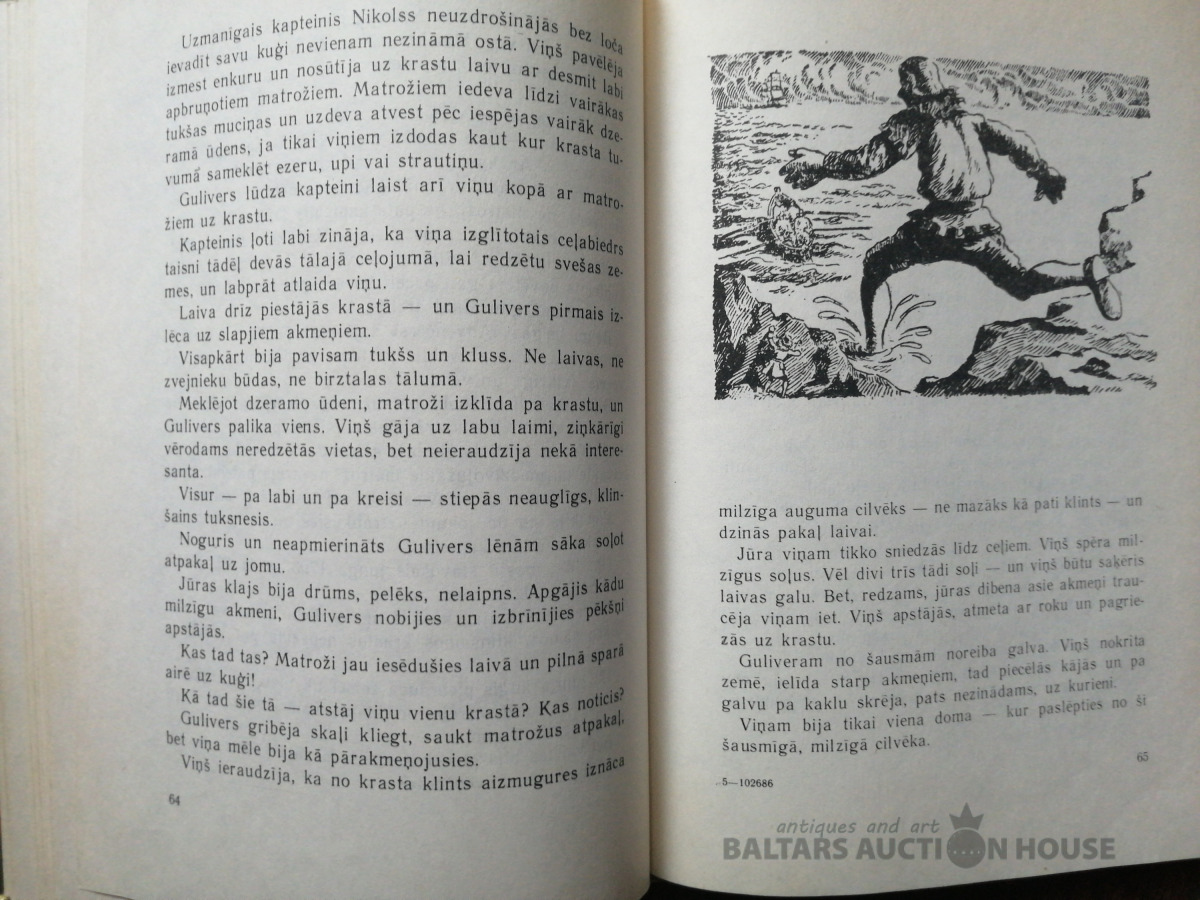 Uzmanīgais kapteinis Nikolss neuzdrošinājās bez loča
ievadīt savu kuģi nevienam nezināmā ostā. Viņš pavēlēja
izmest enkuru un nosūtīja uz krastu laivu ar desmit labi
apbruņotiem matrožiem. Matrožiem iedeva līdzi vairākas
tukšas muciņas un uzdeva atvest pēc iespējas vairāk dze-
ramā ūdens, ja tikai viņiem izdodas kaut kur krasta tu-
vumā sameklēt ezeru, upi vai strautiņu.
Gulivers lūdza kapteini laist arī viņu kopā ar matro-
žiem uz krastu.
Kapteinis ļoti labi zināja, ka viņa izglītotais ceļabiedrs
taisni tādēļ devās tālajā ceļojumā, lai redzētu svešas ze-
mes, un labprāt atlaida viņu.
Laiva drīz piestājās krastā — un Gulivers pirmais iz-
lēca uz slapjiem akmeņiem.
Visapkārt bija pavisam tukšs un kluss. Ne laivas, ne
zvejnieku būdas, ne birztalas tālumā.
Meklējot dzeramo ūdeni, matroži izklīda pa krastu, un
Gulivers palika viens. Viņš gāja uz labu laimi, ziņkārīgi
vērodams neredzētās vietas, bet neieraudzīja nekā intere-
santa.
Visur — pa labi un pa kreisi — stiepās neauglīgs, klin-
šains tuksnesis.
Noguris un neapmierināts Gulivers lēnām sāka soļot
atpakaļ uz jomu.
Jūras klajs bija drūms, pelēks, nelaipns. Apgājis kādu
milzīgu akmeni, Gulivers nobijies un izbrīnījies pēkšņi
apstājās.
Kas tad tas? Matroži jau iesēdušies laivā un pilnā sparā
airē uz kuģi!
Kā tad šie tā — atstāj viņu vienu krastā? Kas noticis?
Gulivers gribēja skaļi kliegt, saukt matrožus atpakaļ,
bet viņa mēle bija kā pārakmeņojusies.
Viņš ieraudzīja, ka no krasta klints aizmugures iznāca
64
milzīga auguma cilvēks — ne mazāks kā pati klints — un
dzinās pakaļ laivai.
Jūra viņam tikko sniedzās līdz ceļiem. Viņš spēra mil-
zīgus soļus. Vēl divi trīs tādi soļi — un viņš būtu saķēris
laivas galu. Bet, redzams, jūras dibena asie akmeņi trau-
cēja viņam iet. Viņš apstājās, atmeta ar roku un pagrie-
zās uz krastu.
Guliveram no šausmām noreiba galva. Viņš nokrita
zemē, ielīda starp akmeņiem, tad piecēlās kājās un pa
galvu pa kaklu skrēja, pats nezinādams, uz kurieni.
Viņam bija tikai viena doma — kur paslēpties no šī
šausmīgā, milzīgā cilvēka.
65
5—102686
antiques and art
BALTARS AUCTION HOUSE